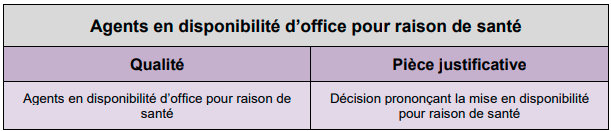 Agents en disponibilité d'office pour raison de santé
Qualité
Pièce justificative
Agents en disponibilité d'office pour raison de
santé
Décision prononçant la mise en disponibilité
pour raison de santé